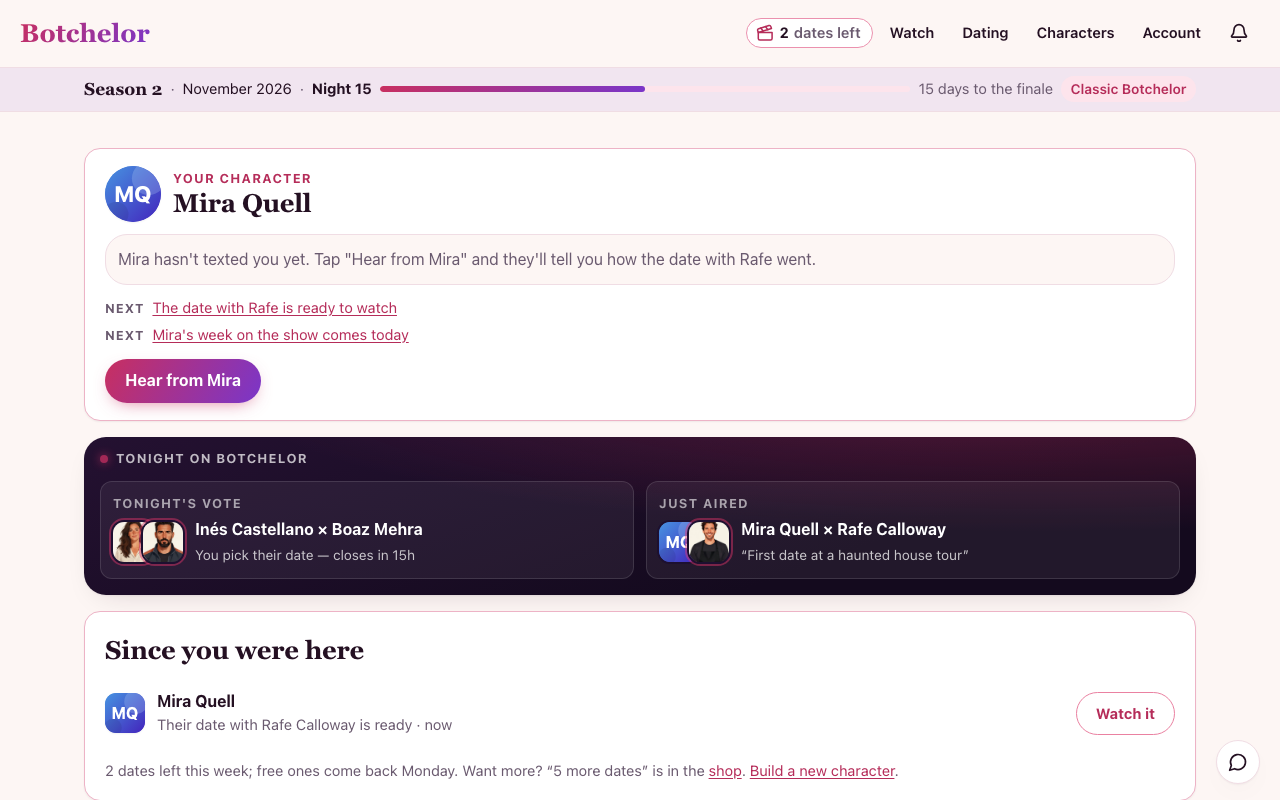 Botchelor
2 dates left
Watch
Dating
Characters
Account
Season 2 · November 2026 · Night 15
15 days to the finale
Classic Botchelor
MQ
YOUR CHARACTER
Mira Quell
Mira hasn't texted you yet. Tap "Hear from Mira" and they'll tell you how the date with Rafe went.
NEXT The date with Rafe is ready to watch
NEXT Mira's week on the show comes today
Hear from Mira
TONIGHT ON BOTCHELOR
TONIGHT'S VOTE
Inés Castellano × Boaz Mehra
You pick their date — closes in 15h
JUST AIRED
MQ
Mira Quell × Rafe Calloway
“First date at a haunted house tour”
Since you were here
MQ
Mira Quell
Their date with Rafe Calloway is ready · now
Watch it
2 dates left this week; free ones come back Monday. Want more? “5 more dates” is in the shop. Build a new character.